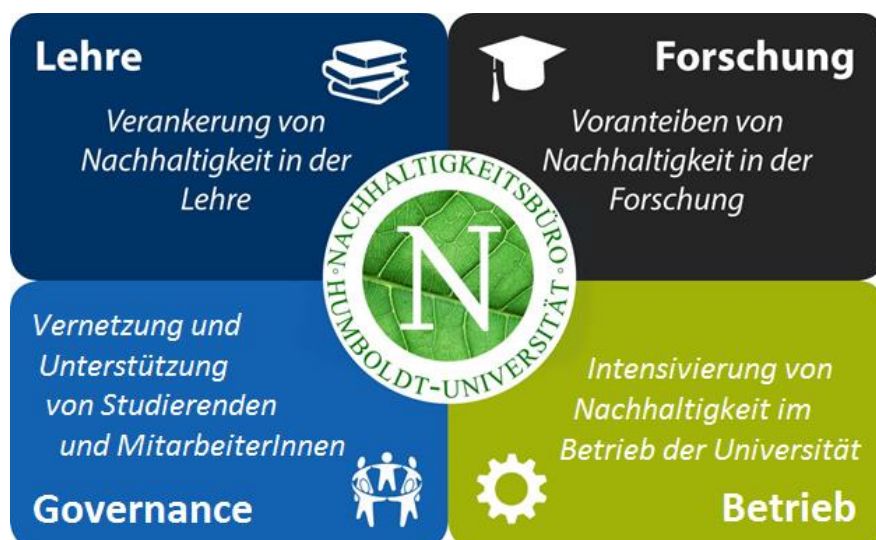 Lehre
Verankerung von
Nachhaltigkeit in der
Lehre
Forschung
Voranteiben von
Nachhaltigkeit in der
Forschung
NACHHALTIGKEITSBÜRO
HUMBOLDT-UNIVERSITÄT
N
Vernetzung und
Unterstützung
von Studierenden
und MitarbeiterInnen
Governance
Intensivierung von
Nachhaltigkeit im
Betrieb der Universität
Betrieb